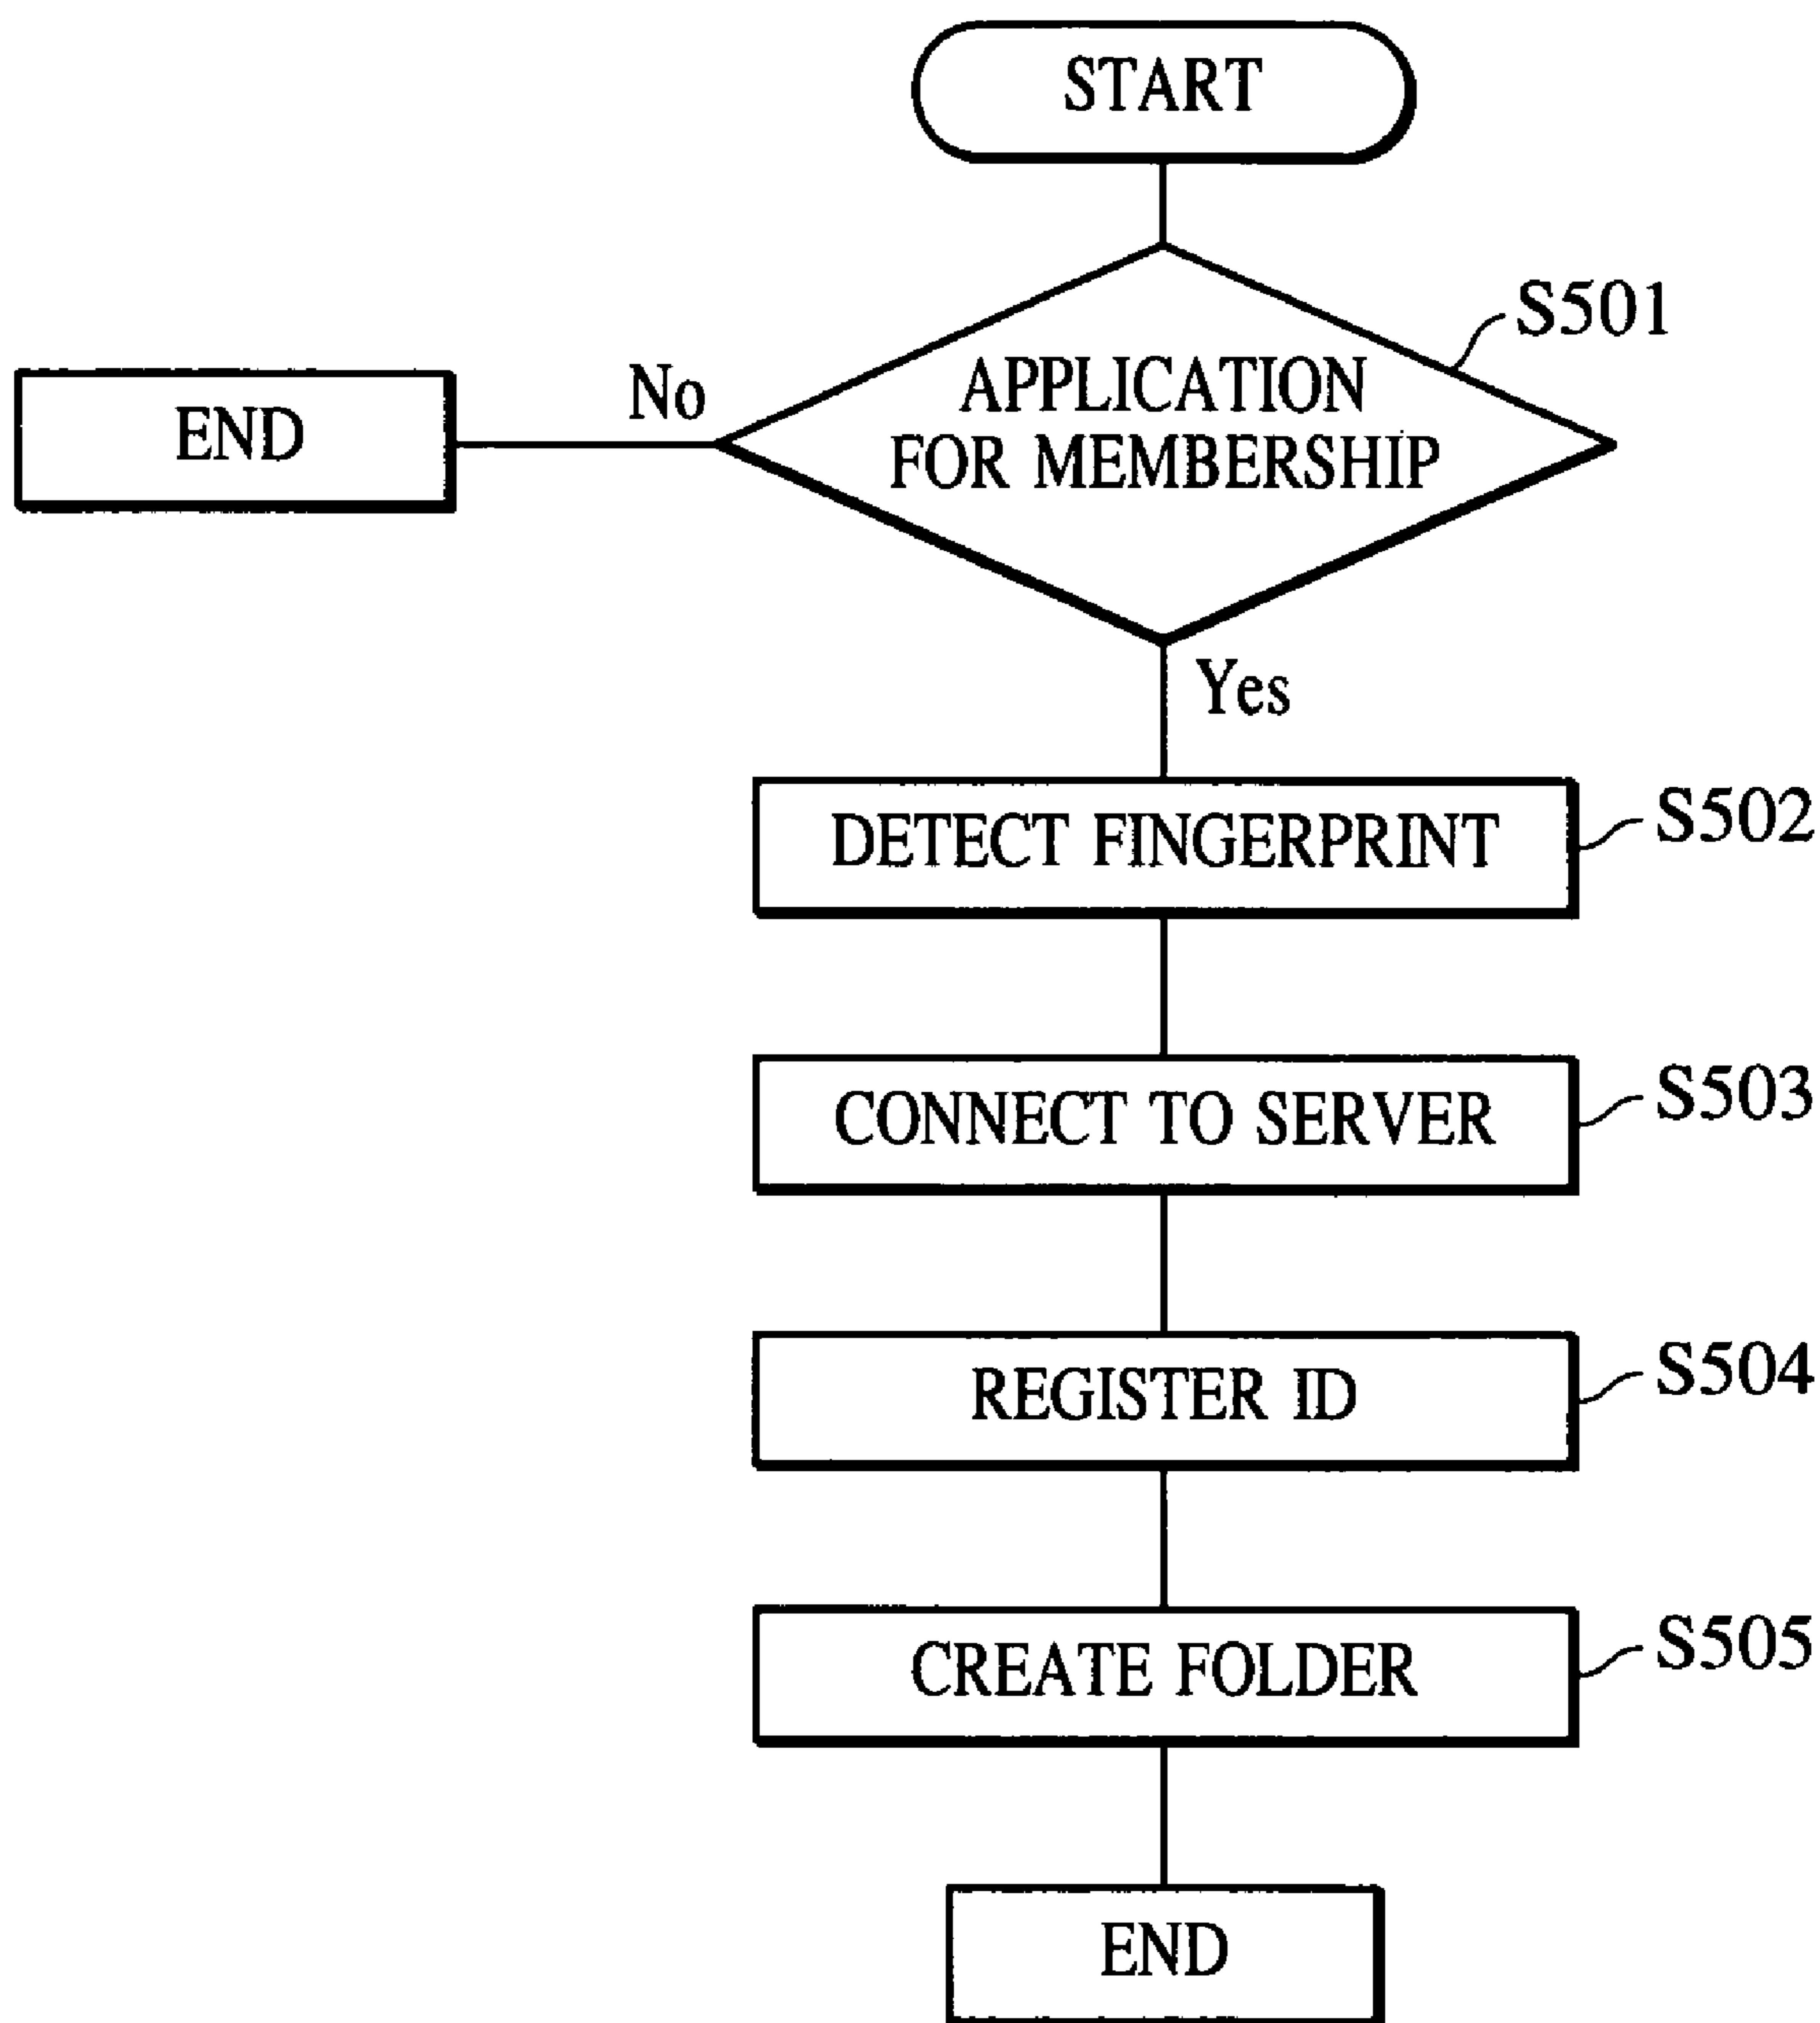 START
S501
APPLICATION
FOR MEMBERSHIP
No
END
Yes
DETECT FINGERPRINT
S502
CONNECT TO SERVER
S503
REGISTER ID
S504
CREATE FOLDER
S505
END